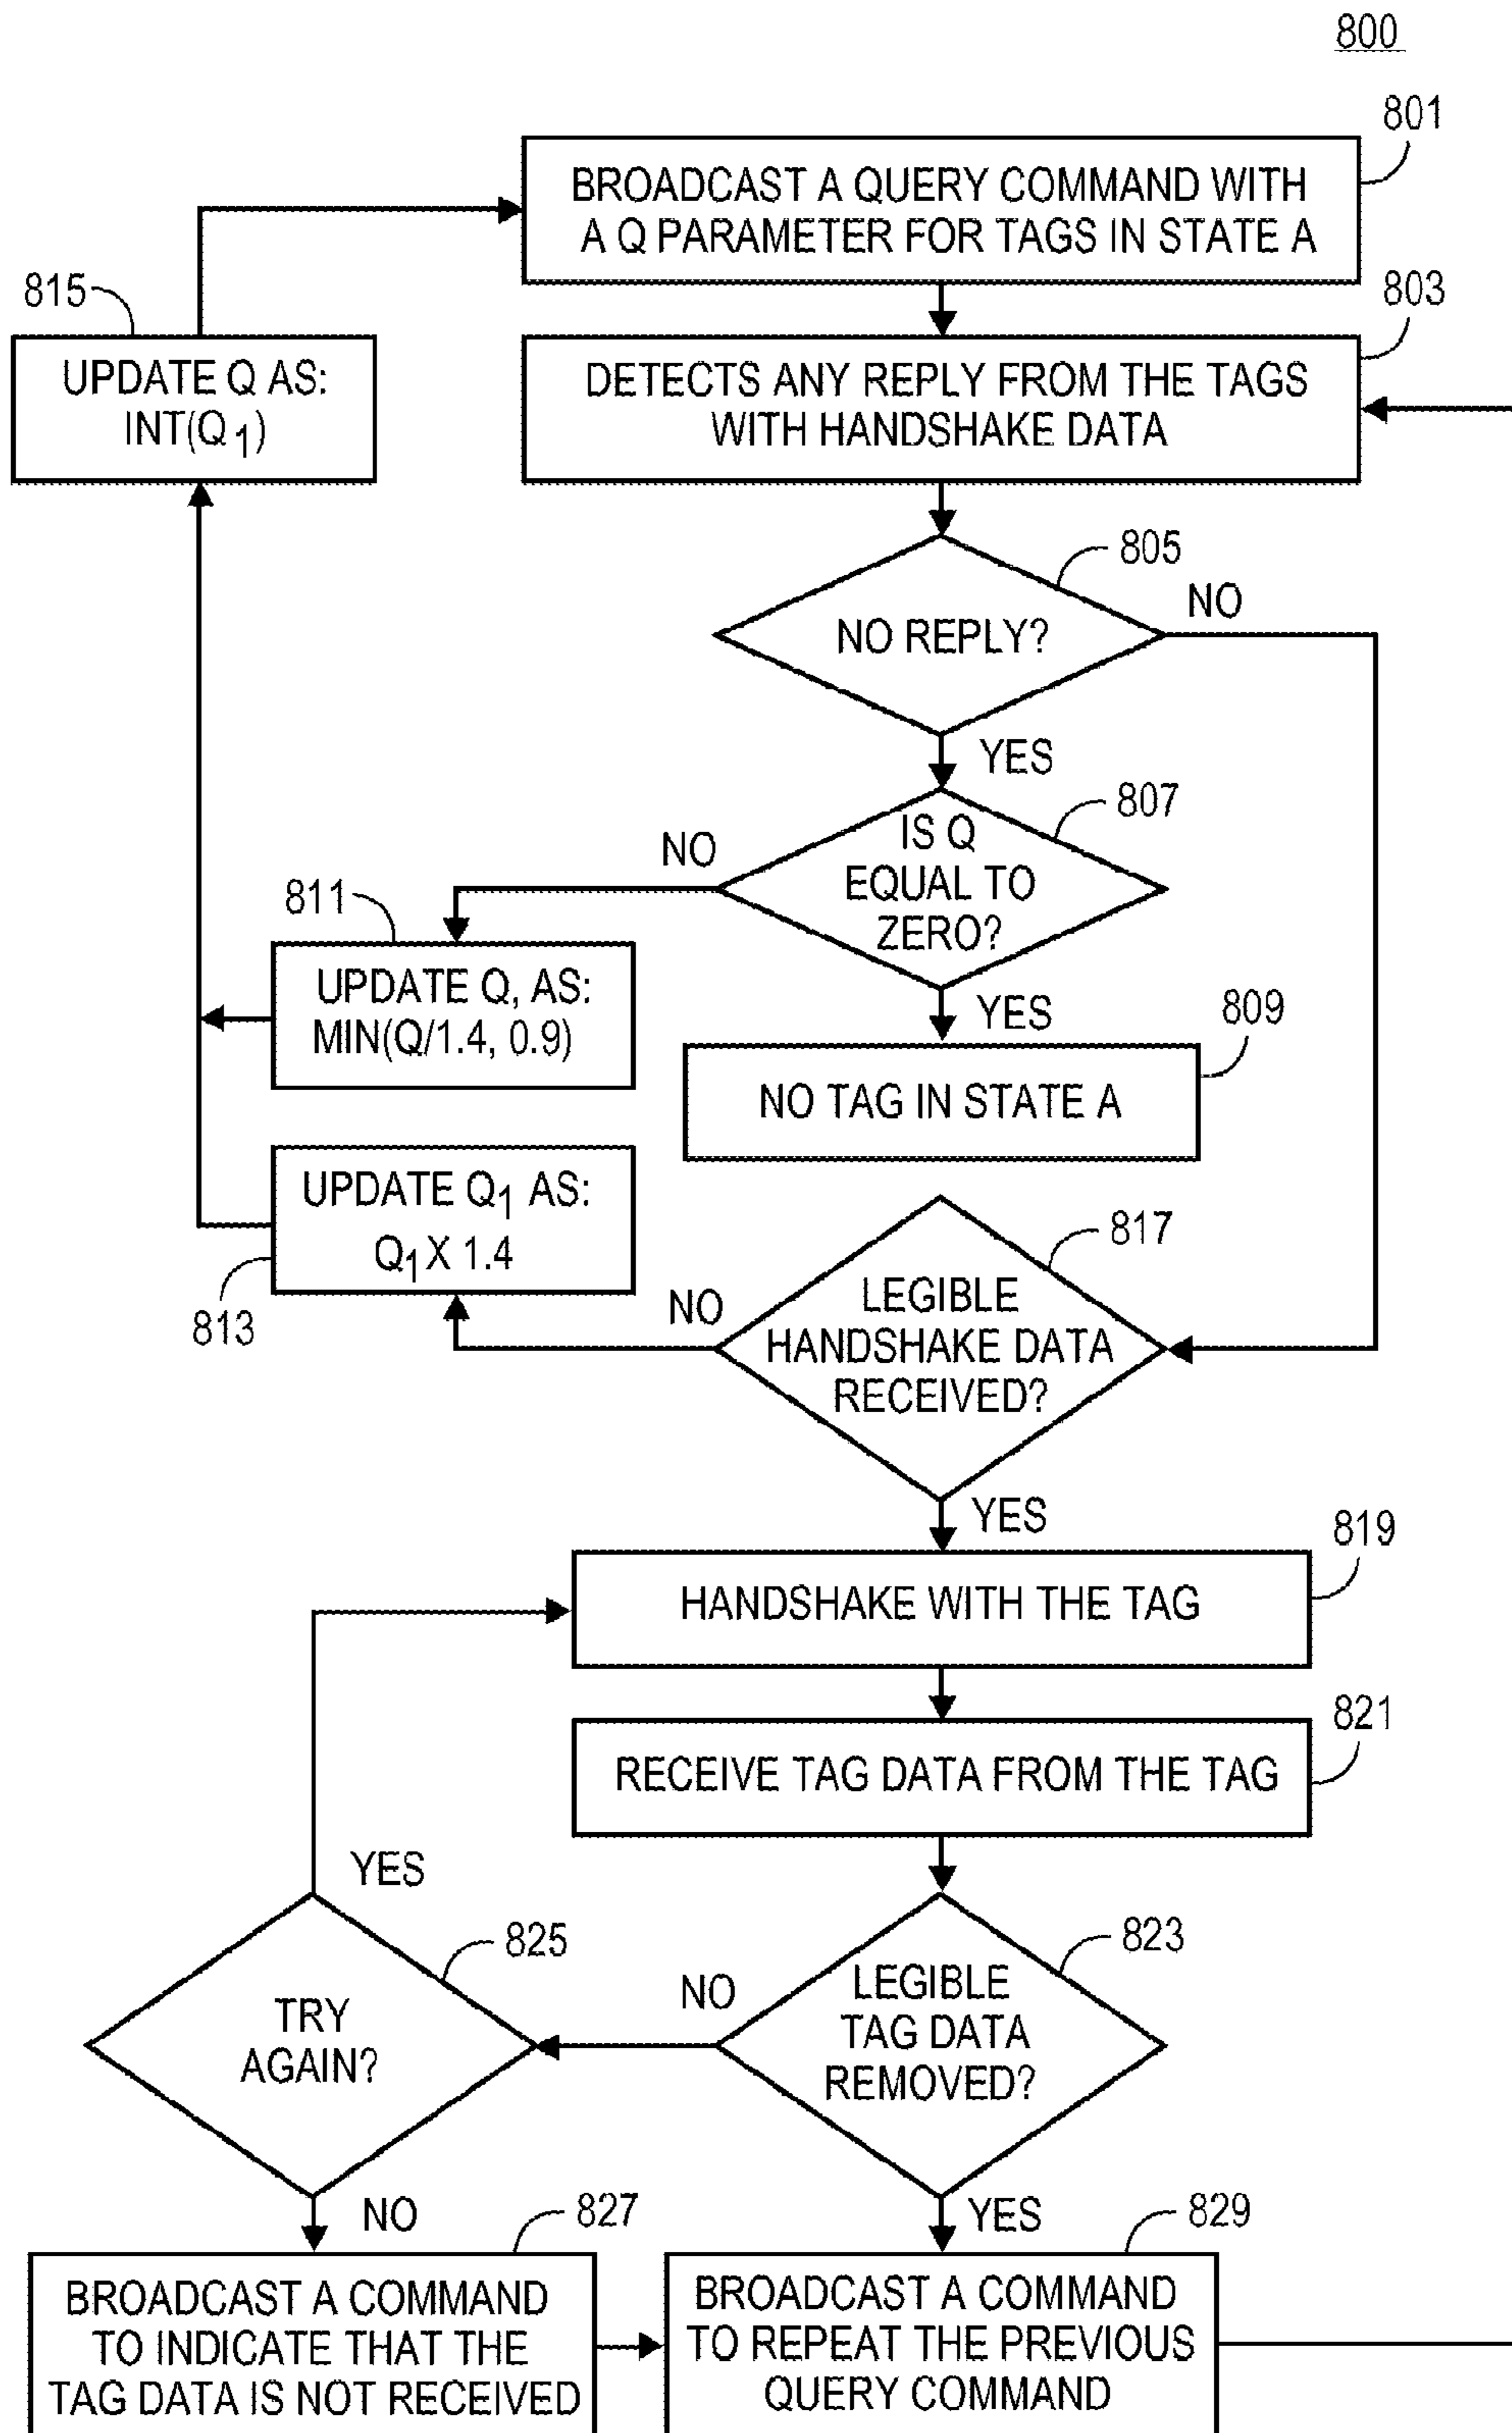 800
801
BROADCAST A QUERY COMMAND WITH
A Q PARAMETER FOR TAGS IN STATE A
815
803
UPDATE Q AS:
INT(Q 1)
DETECTS ANY REPLY FROM THE TAGS
WITH HANDSHAKE DATA
805
NO
NO REPLY?
YES
807
NO
IS Q
EQUAL TO
ZERO?
811
UPDATE Q, AS:
MIN(Q/1.4, 0.9)
YES
809
NO TAG IN STATE A
UPDATE Q1 AS:
Q1 X 1.4
813
817
NO
LEGIBLE
HANDSHAKE DATA
RECEIVED?
YES
819
HANDSHAKE WITH THE TAG
821
RECEIVE TAG DATA FROM THE TAG
YES
825
823
NO
TRY
AGAIN?
LEGIBLE
TAG DATA
REMOVED?
NO
827
YES
829
BROADCAST A COMMAND
TO INDICATE THAT THE
TAG DATA IS NOT RECEIVED
BROADCAST A COMMAND
TO REPEAT THE PREVIOUS
QUERY COMMAND